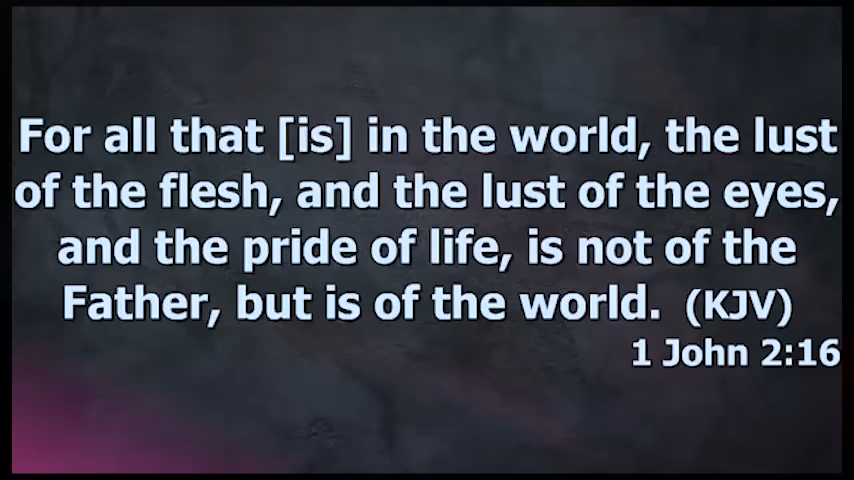 For all that [is] in the world, the lust
of the flesh, and the lust of the eyes,
and the pride of life, is not of the
Father, but is of the world. (KJV)
1 John 2:16